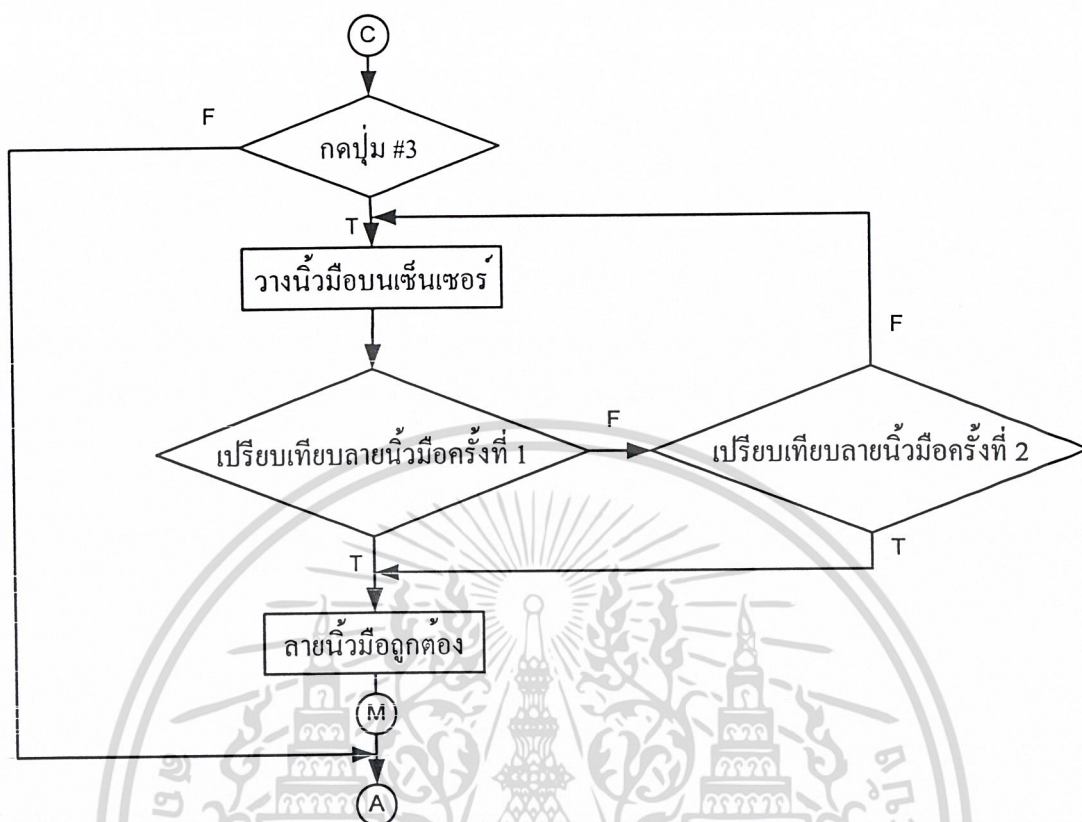 C
F
กดปุ่ม #3
T
วางนิ้วมือบนเซ็นเซอร์
F
F
เปรียบเทียบลายนิ้วมือครั้งที่ 1
เปรียบเทียบลายนิ้วมือครั้งที่ 2
T
T
ลายนิ้วมือถูกต้อง
M
A